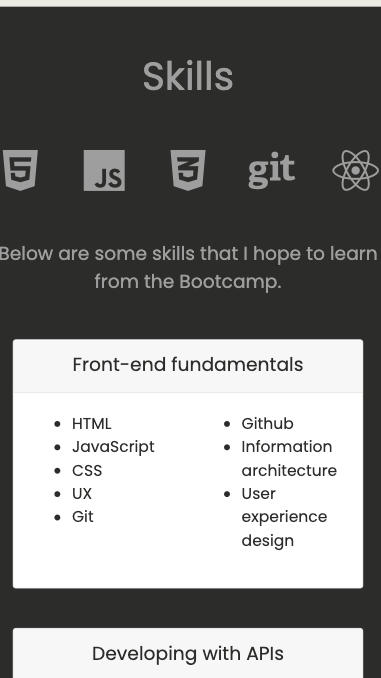 Skills
5 JS 3 git
Below are some skills that I hope to learn
from the Bootcamp.
Front-end fundamentals
HTML
JavaScript
CSS
UX
Git
Github
Information
architecture
User
experience
design
Developing with APIs